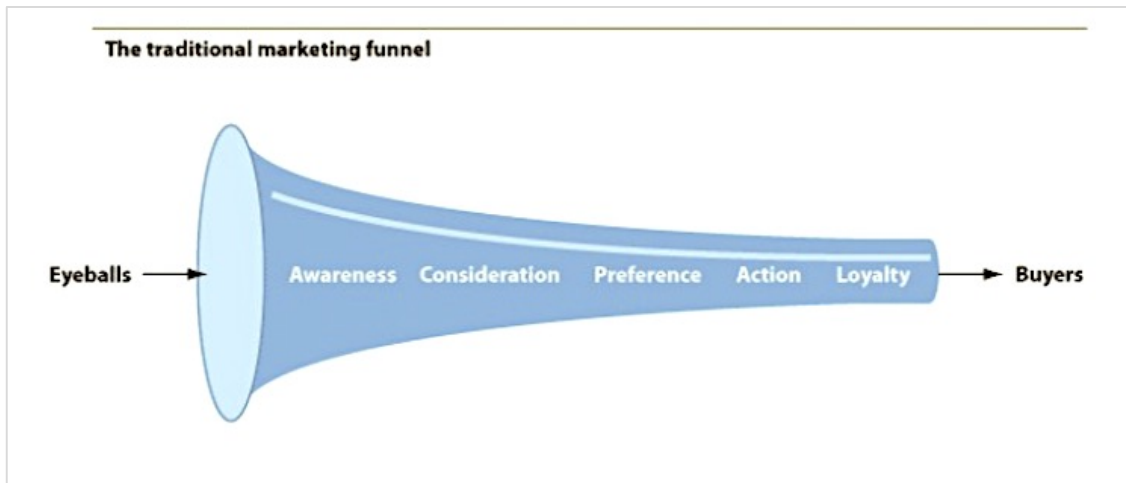 The traditional marketing funnel
Eyeballs Awareness Consideration Preference Action Loyalty Buyers